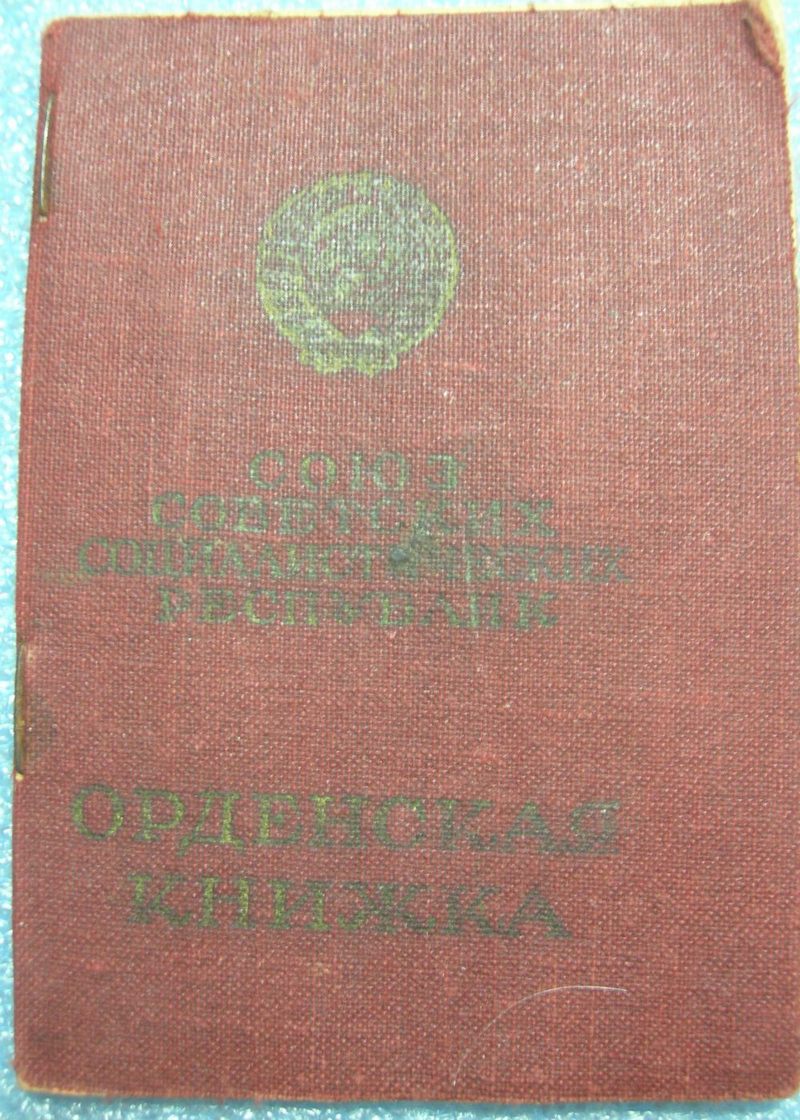 СОЮЗ
СОВЕТСКИХ
СОЦИАЛИСТИЧЕСКИХ
РЕСПУБЛИК
ОРДЕНСКАЯ
КНИЖКА